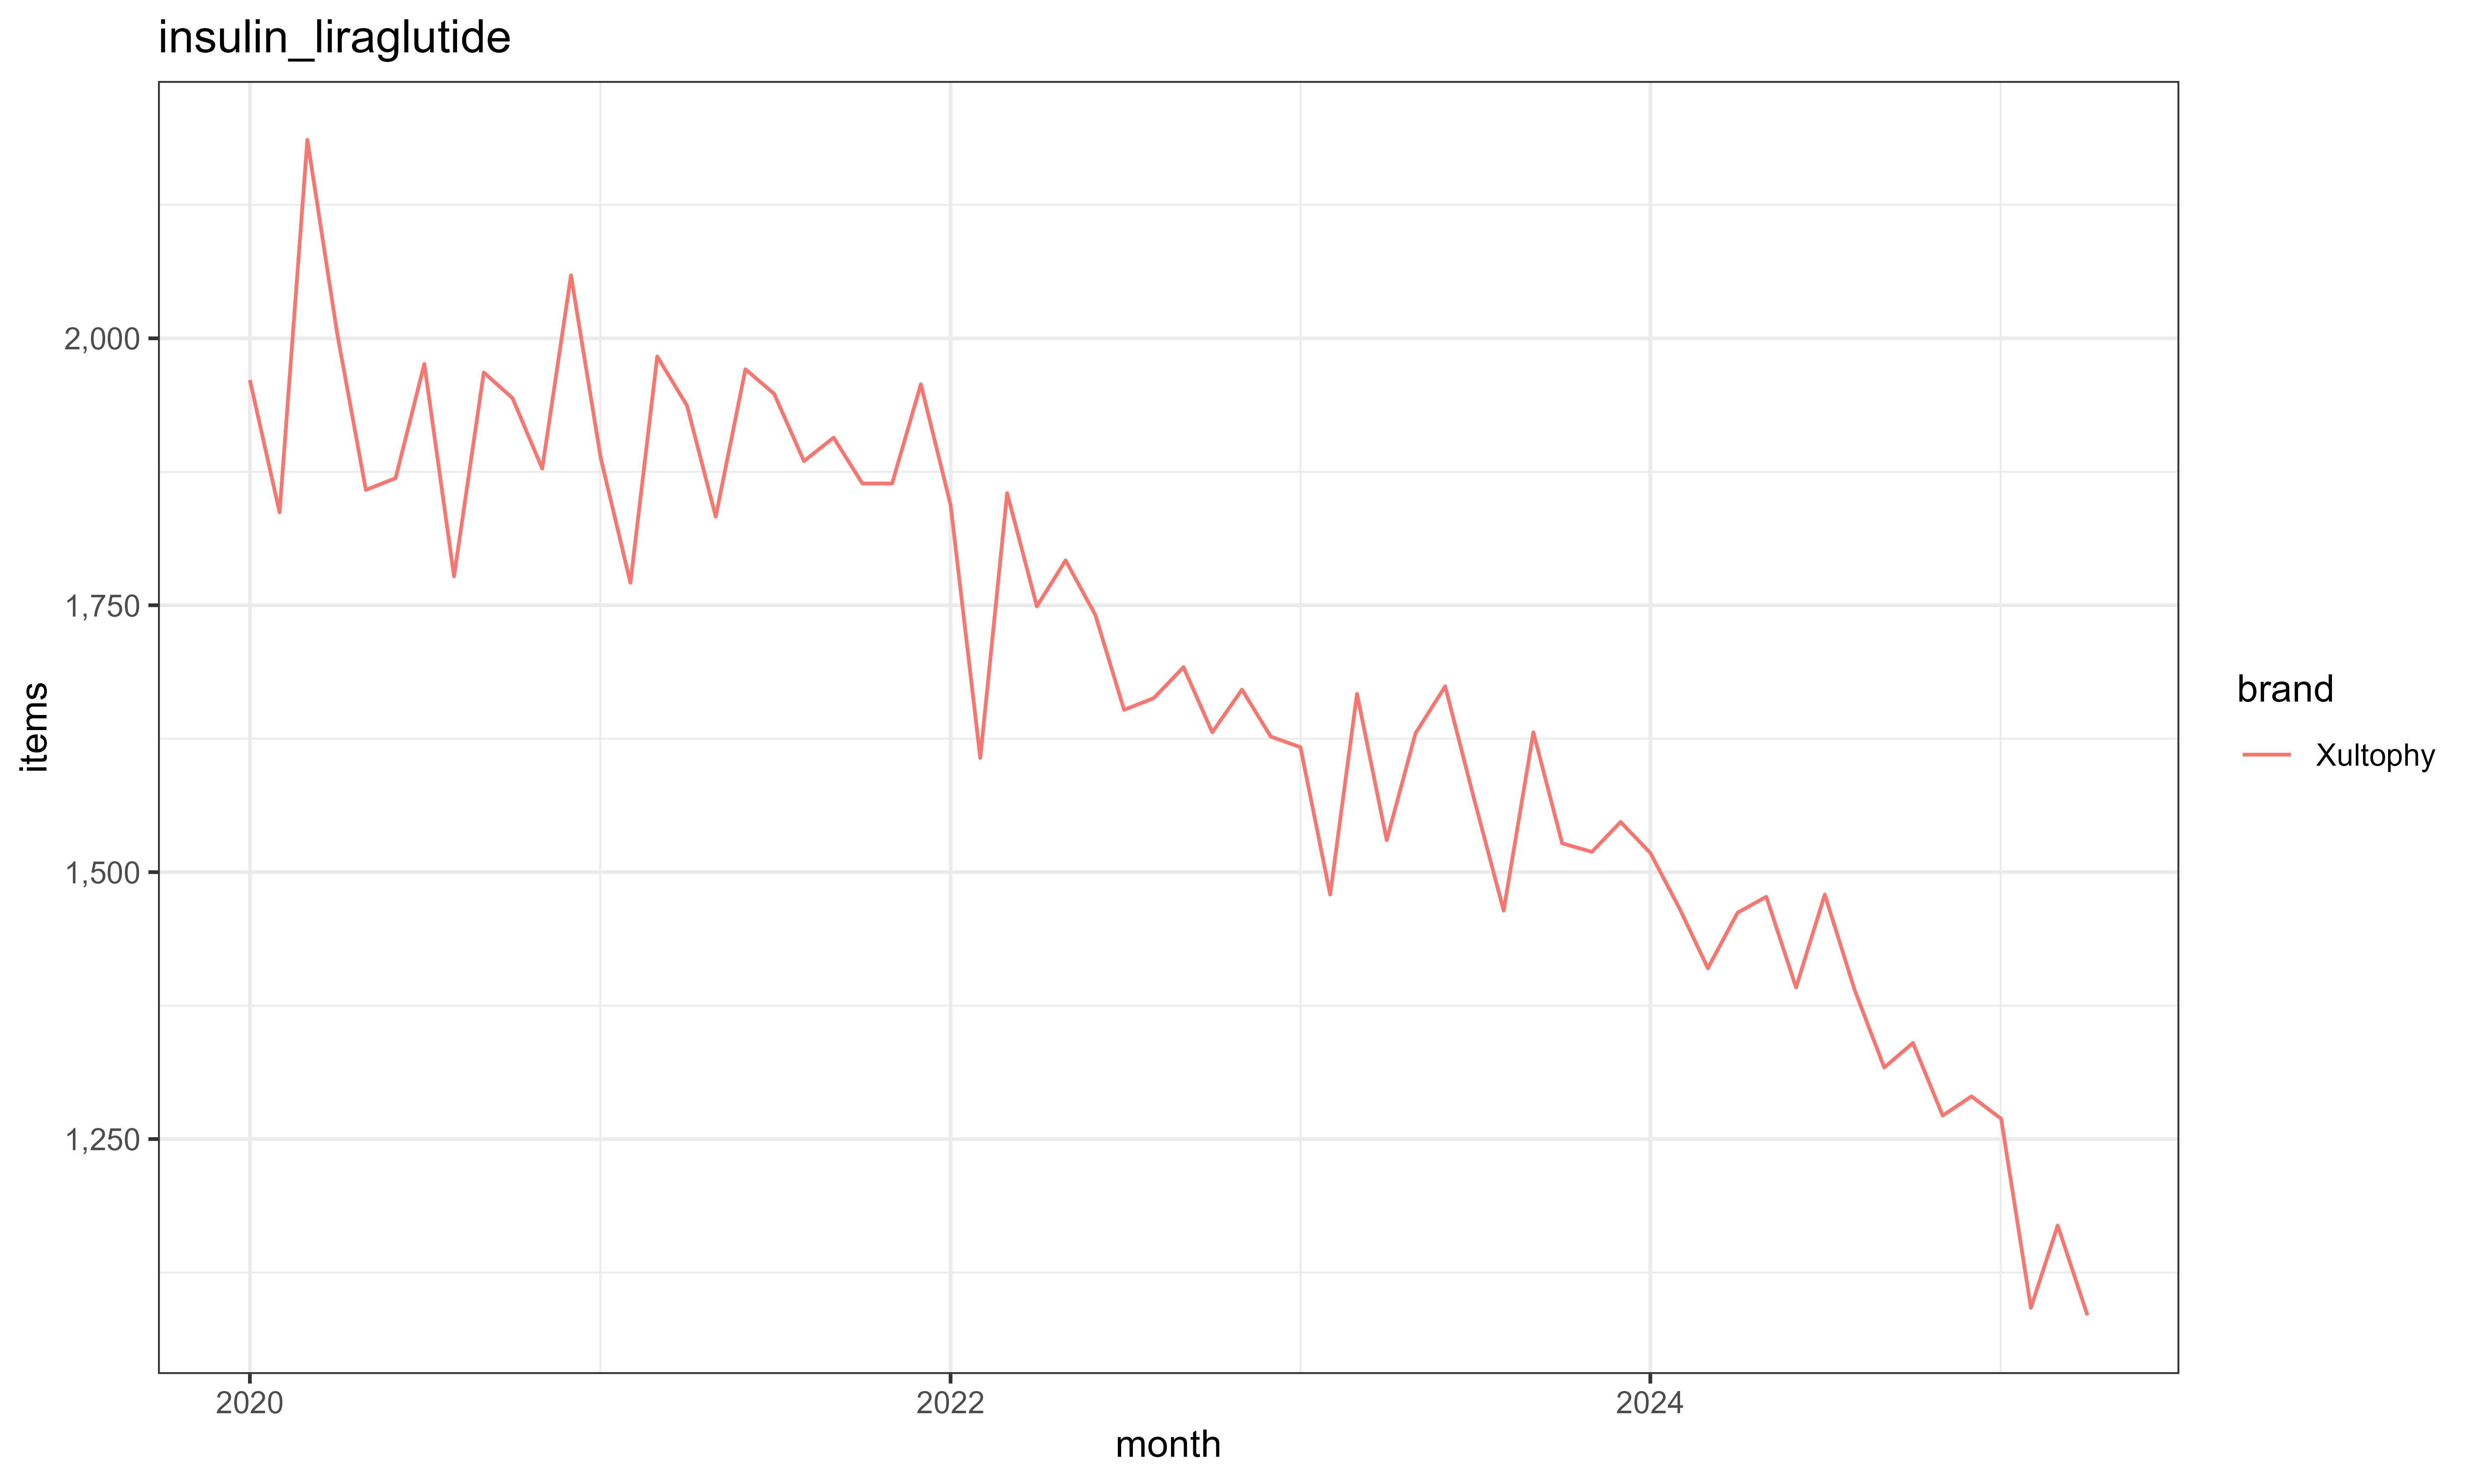 insulin_liraglutide
2,000
1,750
1,500
1,250
items
2020
2022
2024
month
brand
Xultophy